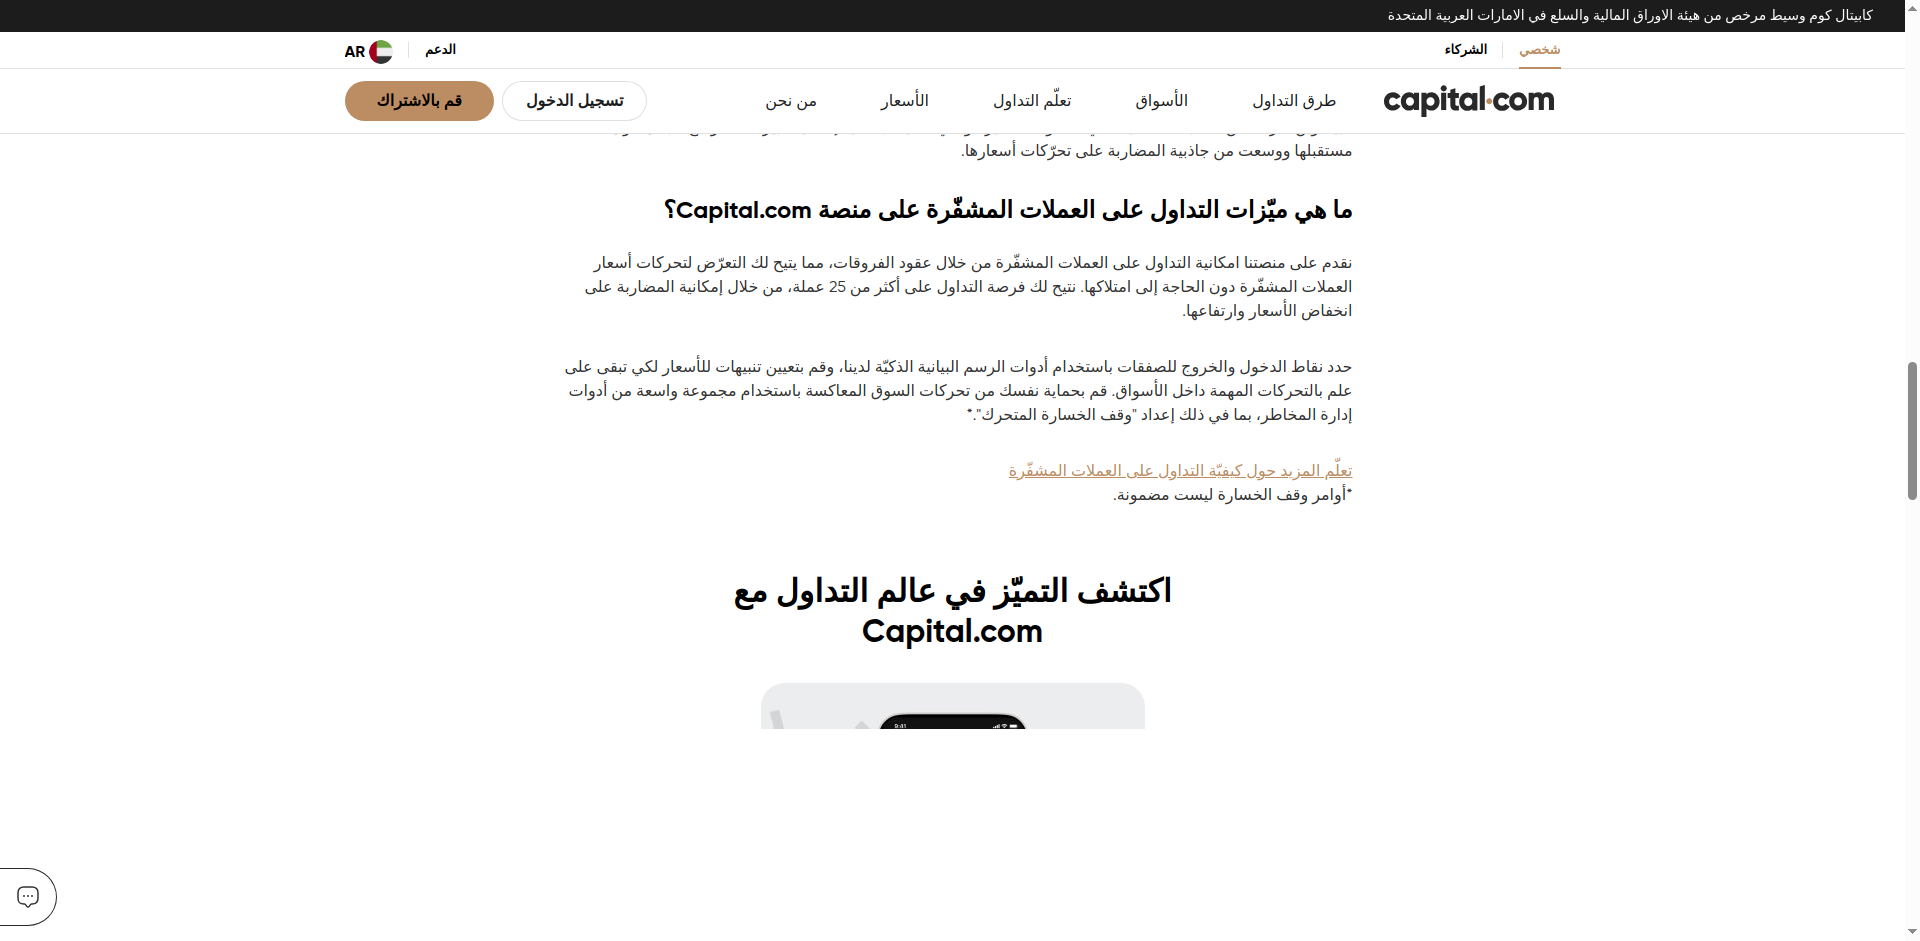 كابيتال كوم وسيط مرخص من هيئة الاوراق المالية والسلع في الامارات العربية المتحدة
شخصي
الشركاء
الدعم
AR
capital.com
طرق التداول
الأسواق
تعلّم التداول
الأسعار
من نحن
تسجيل الدخول
قم بالاشتراك
مستقبلها ووسعت من جاذبية المضاربة على تحرّكات أسعارها.
ما هي ميّزات التداول على العملات المشفّرة على منصة Capital.com؟
نقدم على منصتنا امكانية التداول على العملات المشفّرة من خلال عقود الفروقات، مما يتيح لك التعرّض لتحركات أسعار
العملات المشفّرة دون الحاجة إلى امتلاكها. نتيح لك فرصة التداول على أكثر من 25 عملة، من خلال إمكانية المضاربة على
انخفاض الأسعار وارتفاعها.
حدد نقاط الدخول والخروج للصفقات باستخدام أدوات الرسم البيانية الذكيّة لدينا، وقم بتعيين تنبيهات للأسعار لكي تبقى على
علم بالتحركات المهمة داخل الأسواق. قم بحماية نفسك من تحركات السوق المعاكسة باستخدام مجموعة واسعة من أدوات
إدارة المخاطر، بما في ذلك إعداد "وقف الخسارة المتحرك".*
تعلّم المزيد حول كيفيّة التداول على العملات المشفّرة
*أوامر وقف الخسارة ليست مضمونة.
اكتشف التميّز في عالم التداول مع
Capital.com
9:41